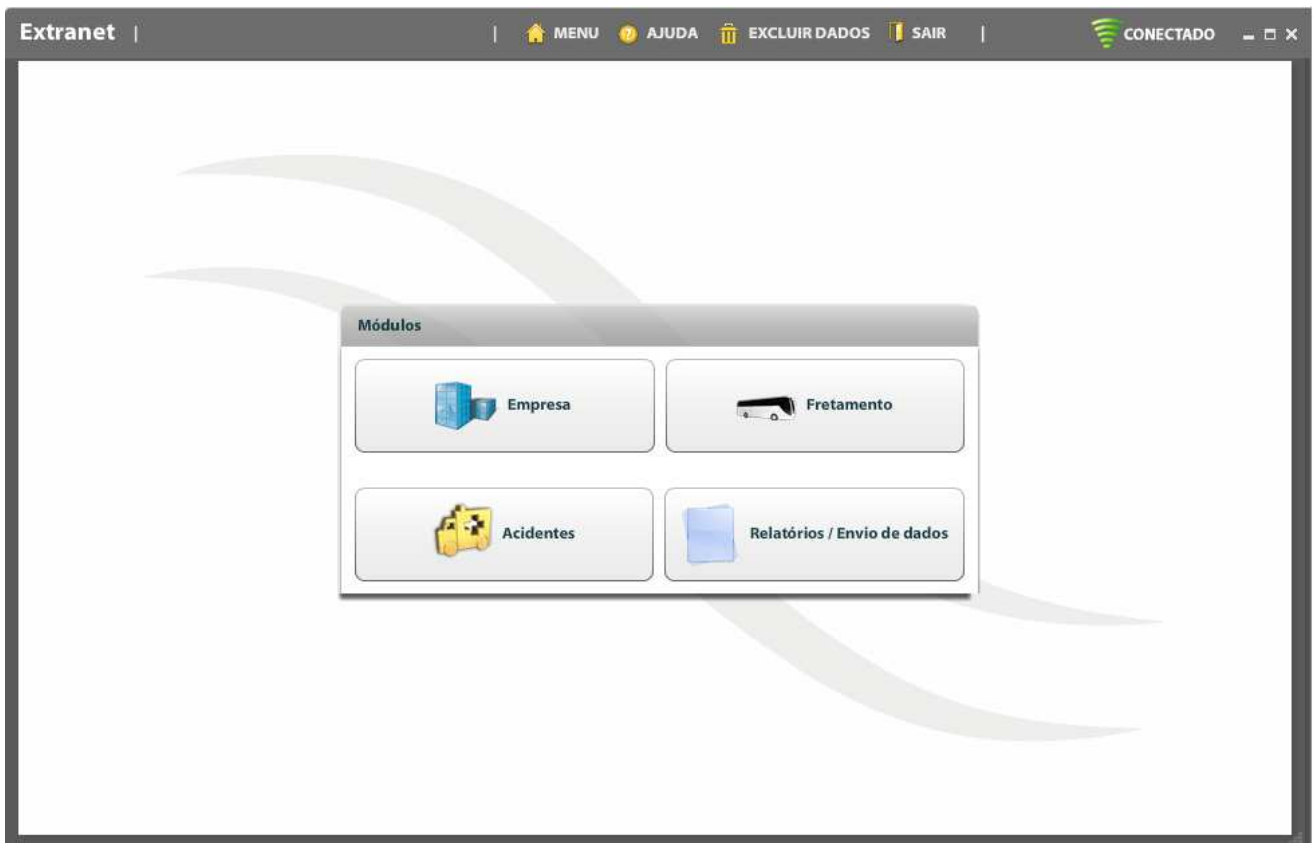 Extranet | | MENU AJUDA EXCLUIR DADOS SAIR | CONECTADO
Módulos
Empresa Fretamento
Acidentes Relatórios / Envio de dados